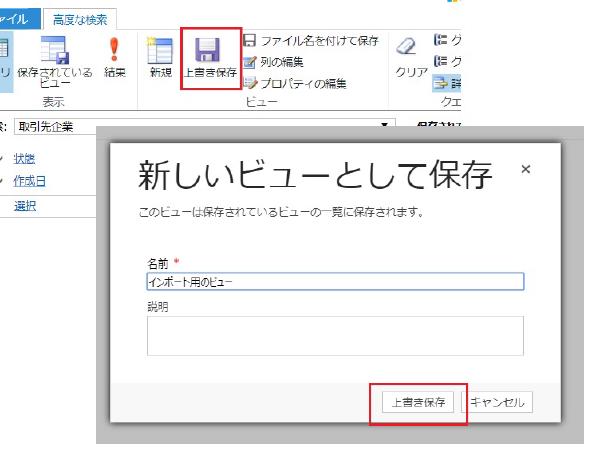 ァイル 高度な検索
ファイル名を付けて保存
列の編集
プロパティの編集
保存されている
ビュー
結果
新規
上書き保存
クリア
グ
グ
詳
表示
ビュー
クエ
取引先企業
保存され
状態
作成日
選択
新しいビューとして保存
このビューは保存されているビューの一覧に保存されます。
名前 *
インポート用のビュー
説明
上書き保存 キャンセル